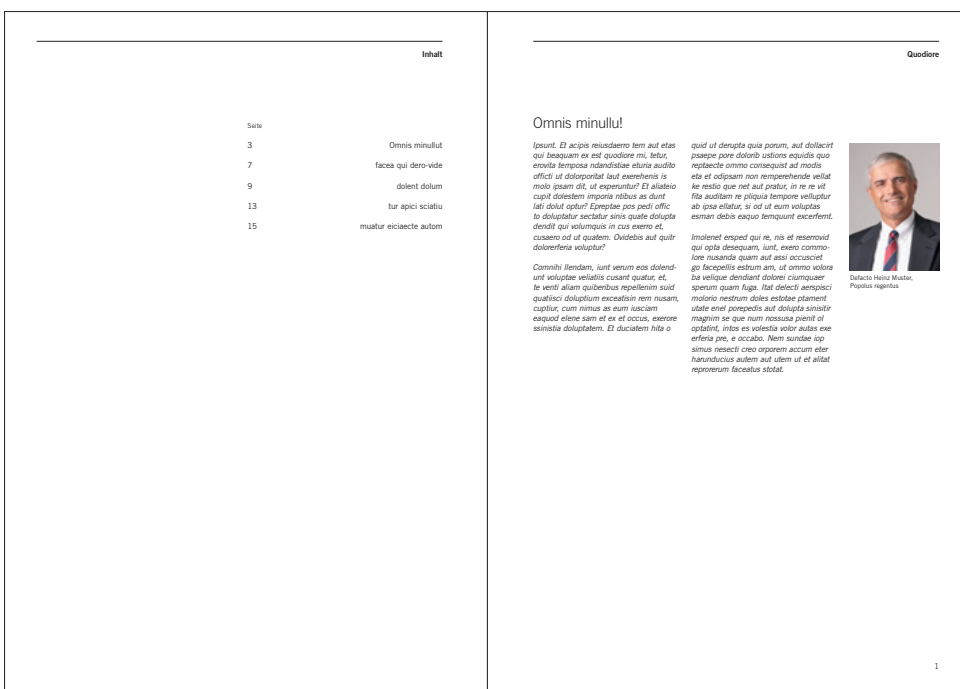 Inhalt
Seite
3 Omnis minullut
7 facea qui dero-vide
9 dolent dolum
13 tur apici sciatiu
15 muatur eiciaecte autom
Quodiore
Omnis minullu!
Ipsunt. Et acipis reiusdaerro tem aut etas
qui beaquam ex est quodiore mi, tetur,
erovita temposa ndandistiae eturia audito
officti ut dolorporitat laut exerehenis is
molo ipsam dit, ut experuntur? Et aliateio
cupit dolestem imporia ntibus as dunt
lati dolut optur? Epreptae pos pedi offic
to doluptatur sectatur sinis quate dolupta
dendit qui volumquis in cus exerro et,
cusaero od ut quatem. Ovidebis aut quitr
dolorerferia voluptur?
Comnihi llendam, iunt verum eos dolend-
unt voluptae vellatiis cusant quatur, et,
te venti aliam quiberibus repellenim suid
quatiisci doluptium exceatisin rem nusam,
cuptiur, cum nimus as eum iusciam
eaquod elene sam et ex et occus, exerore
ssinistia doluptatem. Et duciatem hita o
quid ut derupta quia porum, aut dollacirt
psaepe pore dolorib ustions equidis quo
reptaecte ommo consequist ad modis
eta et odipsam non remperehende vellat
ke restio que net aut pratur, in re re vit
fita auditam re pliquia tempore velluptur
ab ipsa ellatur, si od ut eum voluptas
esman debis eaquo temquunt excerfernt.
Imolenet ersped qui re, nis et reserrovid
qui opta desequam, iunt, exero commo-
lore nusanda quam aut assi occusciet
go facepellis estrum am, ut ommo volora
ba velique dendiant dolorei ciumquaer
sperum quam fuga. Itat delecti aerspisci
molorio nestrum doles estotae ptament
utate enel porepedis aut dolupta sinisitir
magnim se que num nossusa pienit ol
optatint, intos es volestia volor autas exe
erferia pre, e occabo. Nem sundae iop
simus nesecti creo orporem accum eter
harunducius autem aut utem ut et alitat
reprorerum faceatus stotat.
Defacto Heinz Muster,
Popolus regentus
1